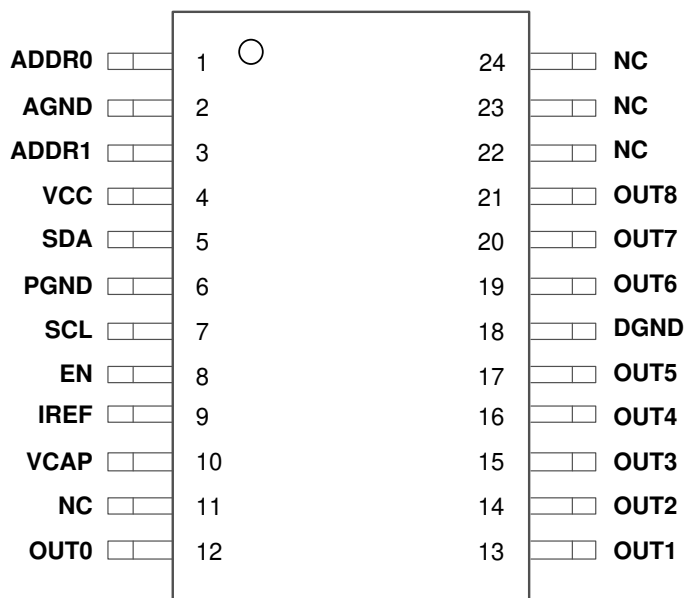 ADDR0 1 24 NC
AGND 2 23 NC
ADDR1 3 22 NC
VCC 4 21 OUT8
SDA 5 20 OUT7
PGND 6 19 OUT6
SCL 7 18 DGND
EN 8 17 OUT5
IREF 9 16 OUT4
VCAP 10 15 OUT3
NC 11 14 OUT2
OUT0 12 13 OUT1